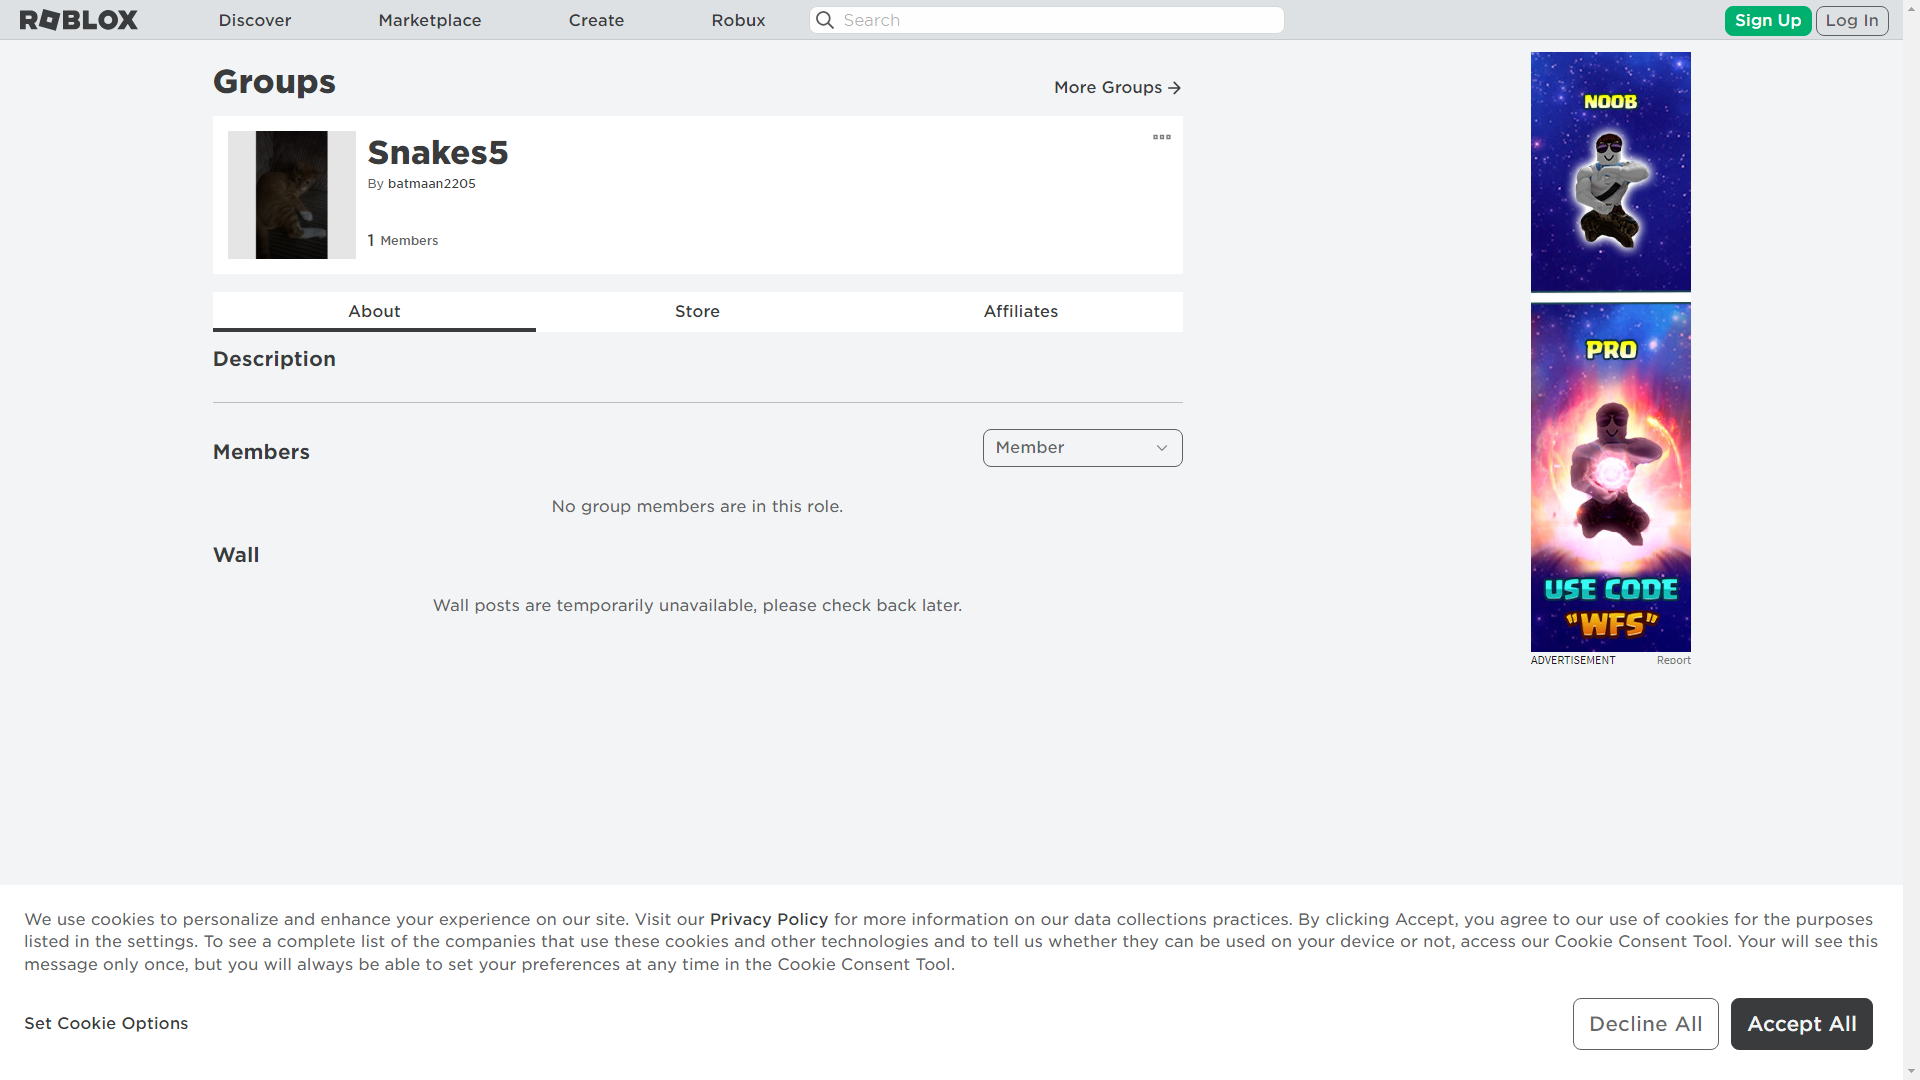 ROBLOX
Discover
Marketplace
Create
Robux
Search
Sign Up
Log In
Groups
More Groups
Snakes5
By batmaan2205
1 Members
About
Store
Affiliates
Description
Members
Member
No group members are in this role.
Wall
Wall posts are temporarily unavailable, please check back later.
NOOB
PRO
USE CODE
"WFS"
ADVERTISEMENT
Report
We use cookies to personalize and enhance your experience on our site. Visit our Privacy Policy for more information on our data collections practices. By clicking Accept, you agree to our use of cookies for the purposes
listed in the settings. To see a complete list of the companies that use these cookies and other technologies and to tell us whether they can be used on your device or not, access our Cookie Consent Tool. Your will see this
message only once, but you will always be able to set your preferences at any time in the Cookie Consent Tool.
Set Cookie Options
Decline All
Accept All